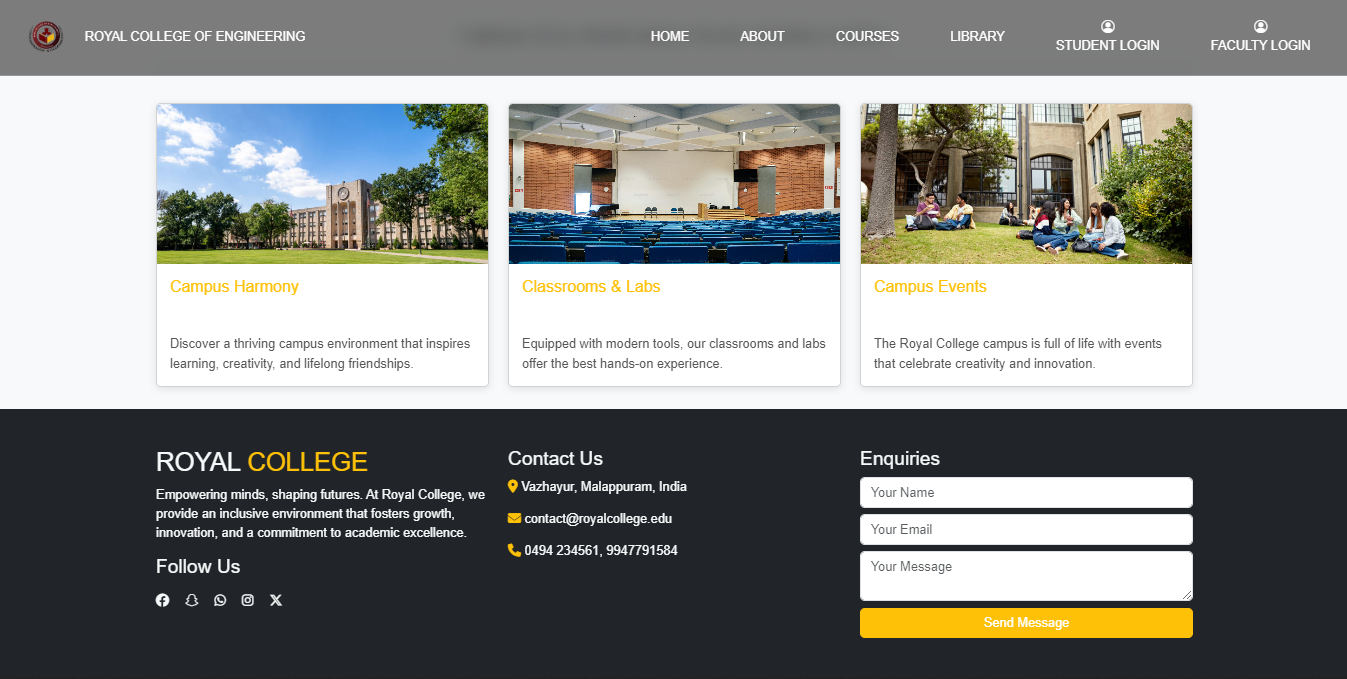 ROYAL COLLEGE OF ENGINEERING
HOME
ABOUT
COURSES
LIBRARY
STUDENT LOGIN
FACULTY LOGIN
Campus Harmony
Discover a thriving campus environment that inspires
learning, creativity, and lifelong friendships.
Classrooms & Labs
Equipped with modern tools, our classrooms and labs
offer the best hands-on experience.
Campus Events
The Royal College campus is full of life with events
that celebrate creativity and innovation.
ROYAL COLLEGE
Empowering minds, shaping futures. At Royal College, we
provide an inclusive environment that fosters growth,
innovation, and a commitment to academic excellence.
Follow Us
Contact Us
Vazhayur, Malappuram, India
contact@royalcollege.edu
0494 234561, 9947791584
Enquiries
Your Name
Your Email
Your Message
Send Message